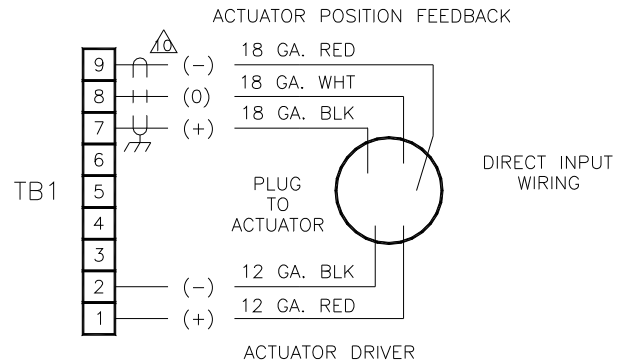 ACTUATOR POSITION FEEDBACK
10
9 (-) 18 GA. RED
8 (0) 18 GA. WHT
7 (+) 18 GA. BLK
6
TB1 5
4
3
2 (-) 12 GA. BLK
1 (+) 12 GA. RED
PLUG
TO
ACTUATOR
DIRECT INPUT
WIRING
ACTUATOR DRIVER